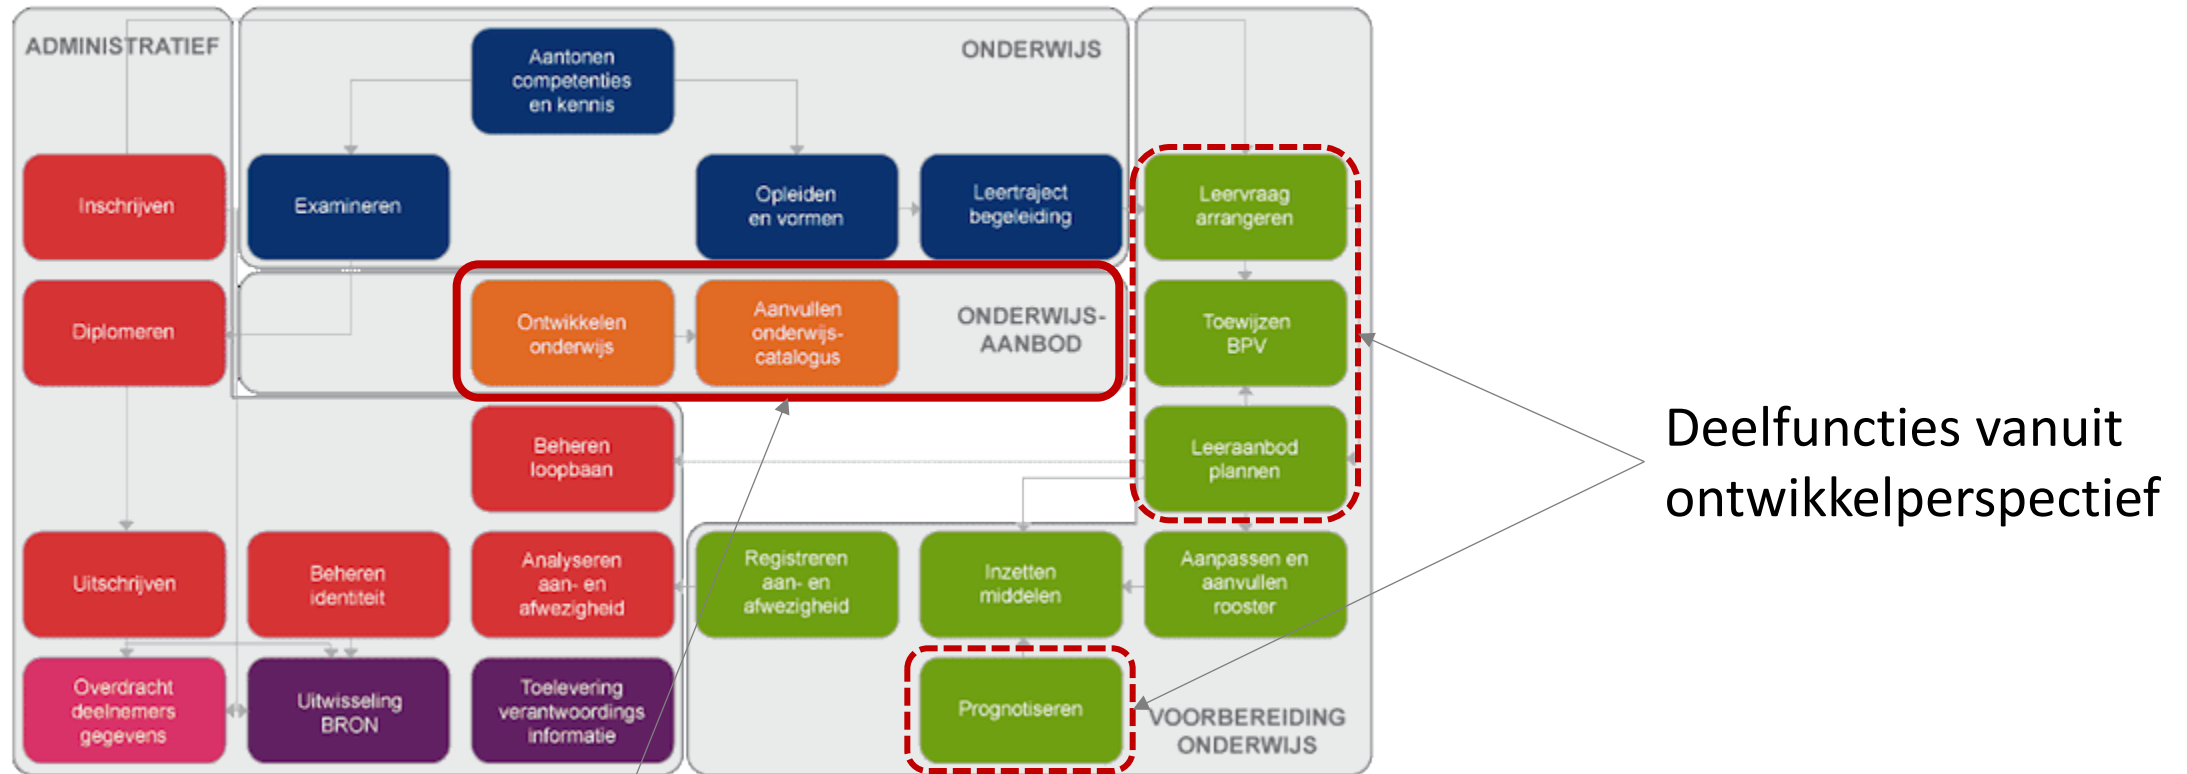 ADMINISTRATIEF
Aantonen
competenties
en kennis
ONDERWIJS
Inschrijven
Examineren
Opleiden
en vormen
Leertraject
begeleiding
Leervraag
arrangeren
Diplomeren
Ontwikkelen
onderwijs
Aanvullen
onderwijs-
catalogus
ONDERWIJS-
AANBOD
Toewijzen
BPV
Beheren
loopbaan
Leeraanbod
plannen
Deelfuncties vanuit
ontwikkelperspectief
Uitschrijven
Beheren
identiteit
Analyseren
aan- en
afwezigheid
Registreren
aan- en
afwezigheid
Inzetten
middelen
Aanpassen en
aanvullen
rooster
Overdracht
deelnemers
gegevens
Uitwisseling
BRON
Toelevering
verantwoordings
informatie
Prognotiseren
VOORBEREIDING
ONDERWIJS